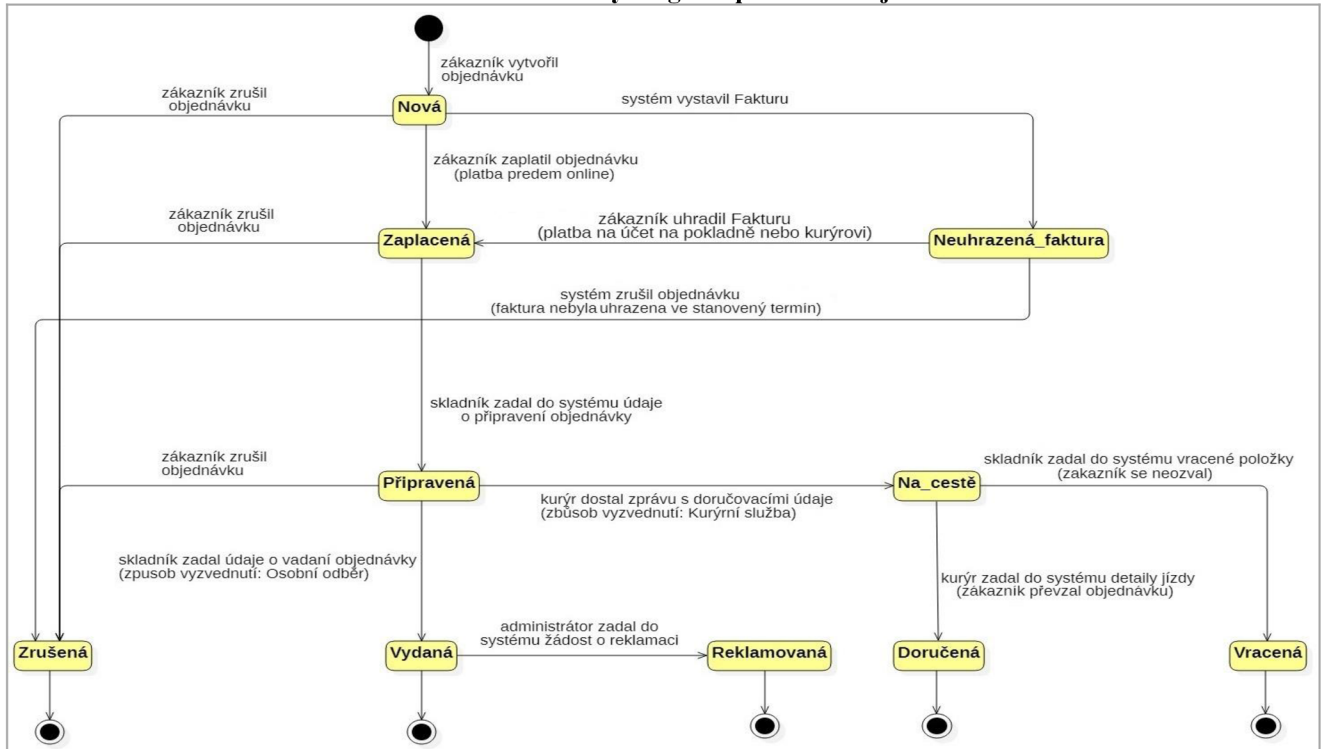 zákazník vytvořil
objednávku
zákazník zrušil
objednávku
Nová
systém vystavil Fakturu
zákazník zaplatil objednávku
(platba predem online)
zákazník zrušil
objednávku
Zaplacená
zákazník uhradil Fakturu
(platba na účet na pokladně nebo kurýrovi)
Neuhrazená_faktura
systém zrušil objednávku
(faktura nebyla uhrazena ve stanovený termin)
skladník zadal do systému údaje
o připravení objednávky
zákazník zrušil
objednávku
Připravená
kurýr dostal zprávu s doručovacími údaje
(zbůsob vyzvednutí: Kurýrní služba)
Na_cestě
skladník zadal do systému vracené položky
(zakazník se neozval)
skladník zadal údaje o vadaní objednávky
(zpusob vyzvednutí: Osobní odběr)
kurýr zadal do systému detaily jízdy
(zákaznik převzal objednávku)
Zrušená
Vydaná
administrátor zadal do
systému žádost o reklamaci
Reklamovaná
Doručená
Vracená